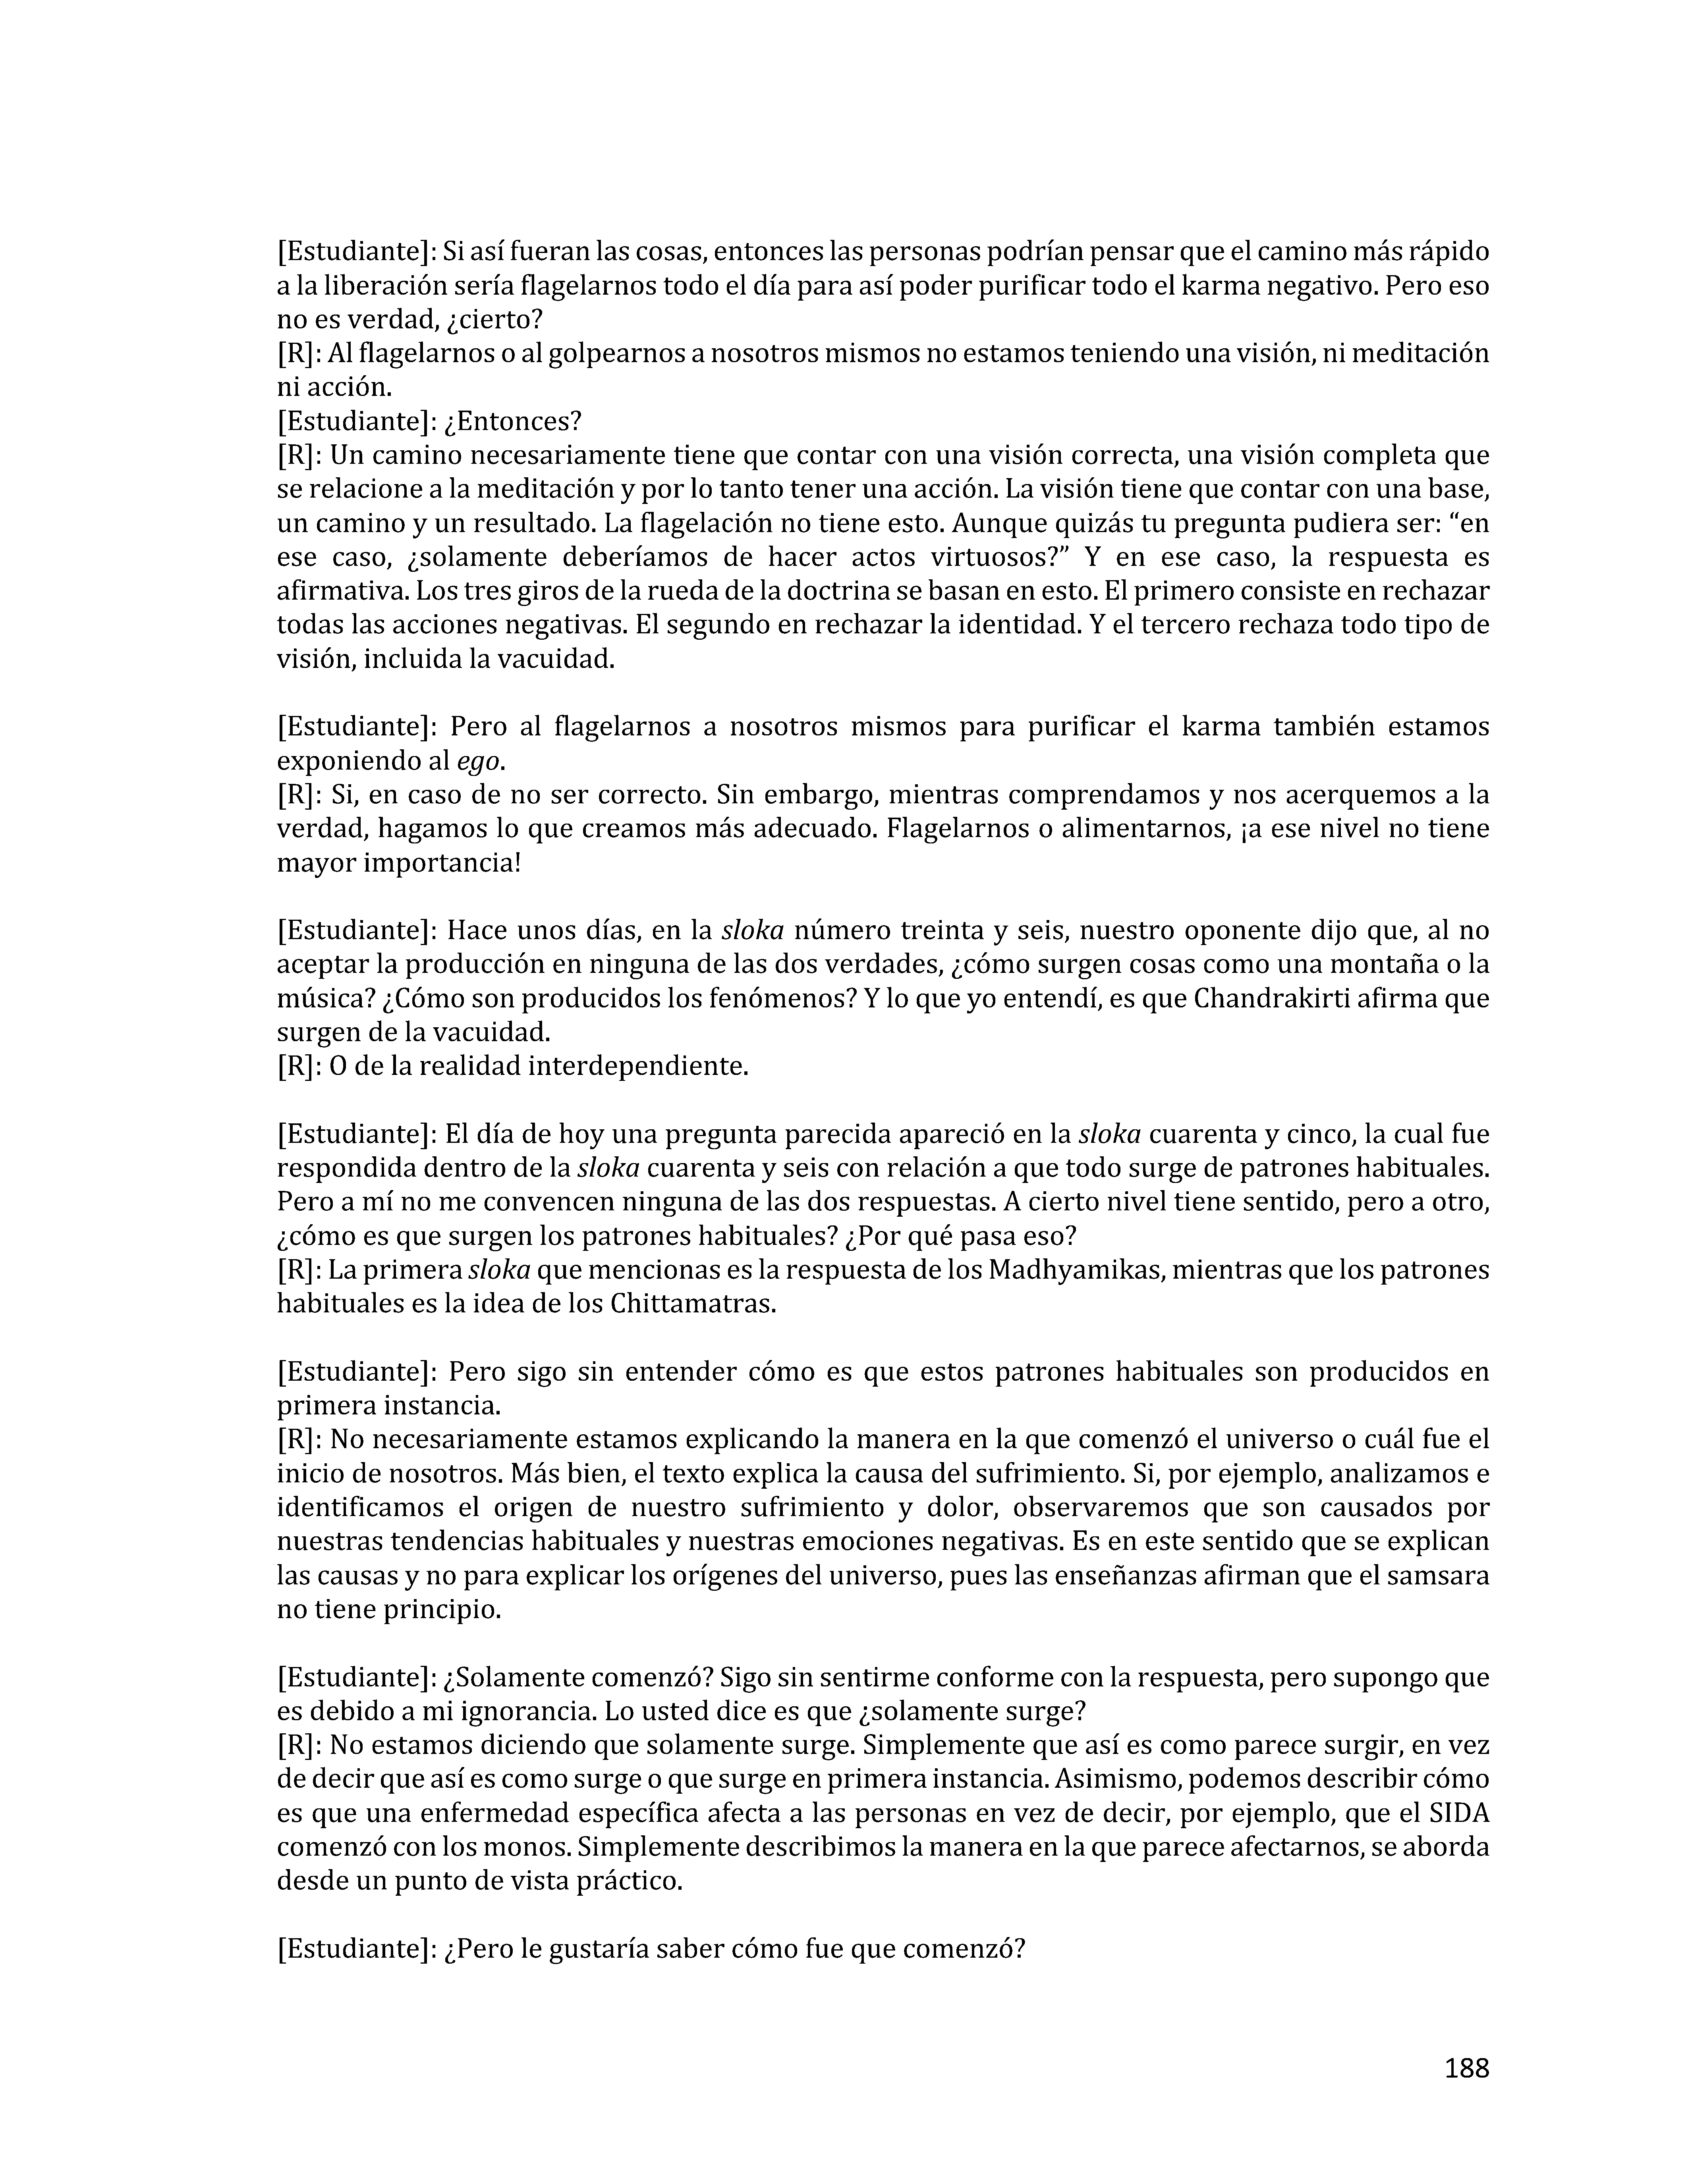 [Estudiante]: Si así fueran las cosas, entonces las personas podrían pensar que el camino más rápido
a la liberación sería flagelarnos todo el día para así poder purificar todo el karma negativo. Pero eso
no es verdad, ¿cierto?
[R]: Al flagelarnos o al golpearnos a nosotros mismos no estamos teniendo una visión, ni meditación
ni acción.
[Estudiante]: ¿Entonces?
[R]: Un camino necesariamente tiene que contar con una visión correcta, una visión completa que
se relacione a la meditación y por lo tanto tener una acción. La visión tiene que contar con una base,
un camino y un resultado. La flagelación no tiene esto. Aunque quizás tu pregunta pudiera ser: “en
ese caso, ¿solamente deberíamos de hacer actos virtuosos?” Y en ese caso, la respuesta es
afirmativa. Los tres giros de la rueda de la doctrina se basan en esto. El primero consiste en rechazar
todas las acciones negativas. El segundo en rechazar la identidad. Y el tercero rechaza todo tipo de
visión, incluida la vacuidad.
[Estudiante]: Pero al flagelarnos a nosotros mismos para purificar el karma también estamos
exponiendo al ego.
[R]: Si, en caso de no ser correcto. Sin embargo, mientras comprendamos y nos acerquemos a la
verdad, hagamos lo que creamos más adecuado. Flagelarnos o alimentarnos, ¡a ese nivel no tiene
mayor importancia!
[Estudiante]: Hace unos días, en la sloka número treinta y seis, nuestro oponente dijo que, al no
aceptar la producción en ninguna de las dos verdades, ¿cómo surgen cosas como una montaña o la
música? ¿Cómo son producidos los fenómenos? Y lo que yo entendí, es que Chandrakirti afirma que
surgen de la vacuidad.
[R]: O de la realidad interdependiente.
[Estudiante]: El día de hoy una pregunta parecida apareció en la sloka cuarenta y cinco, la cual fue
respondida dentro de la sloka cuarenta y seis con relación a que todo surge de patrones habituales.
Pero a mí no me convencen ninguna de las dos respuestas. A cierto nivel tiene sentido, pero a otro,
¿cómo es que surgen los patrones habituales? ¿Por qué pasa eso?
[R]: La primera sloka que mencionas es la respuesta de los Madhyamikas, mientras que los patrones
habituales es la idea de los Chittamatras.
[Estudiante]: Pero sigo sin entender cómo es que estos patrones habituales son producidos en
primera instancia.
[R]: No necesariamente estamos explicando la manera en la que comenzó el universo o cuál fue el
inicio de nosotros. Más bien, el texto explica la causa del sufrimiento. Si, por ejemplo, analizamos e
identificamos el origen de nuestro sufrimiento y dolor, observaremos que son causados por
nuestras tendencias habituales y nuestras emociones negativas. Es en este sentido que se explican
las causas y no para explicar los orígenes del universo, pues las enseñanzas afirman que el samsara
no tiene principio.
[Estudiante]: ¿Solamente comenzó? Sigo sin sentirme conforme con la respuesta, pero supongo que
es debido a mi ignorancia. Lo usted dice es que ¿solamente surge?
[R]: No estamos diciendo que solamente surge. Simplemente que así es como parece surgir, en vez
de decir que así es como surge o que surge en primera instancia. Asimismo, podemos describir cómo
es que una enfermedad específica afecta a las personas en vez de decir, por ejemplo, que el SIDA
comenzó con los monos. Simplemente describimos la manera en la que parece afectarnos, se aborda
desde un punto de vista práctico.
[Estudiante]: ¿Pero le gustaría saber cómo fue que comenzó?
188